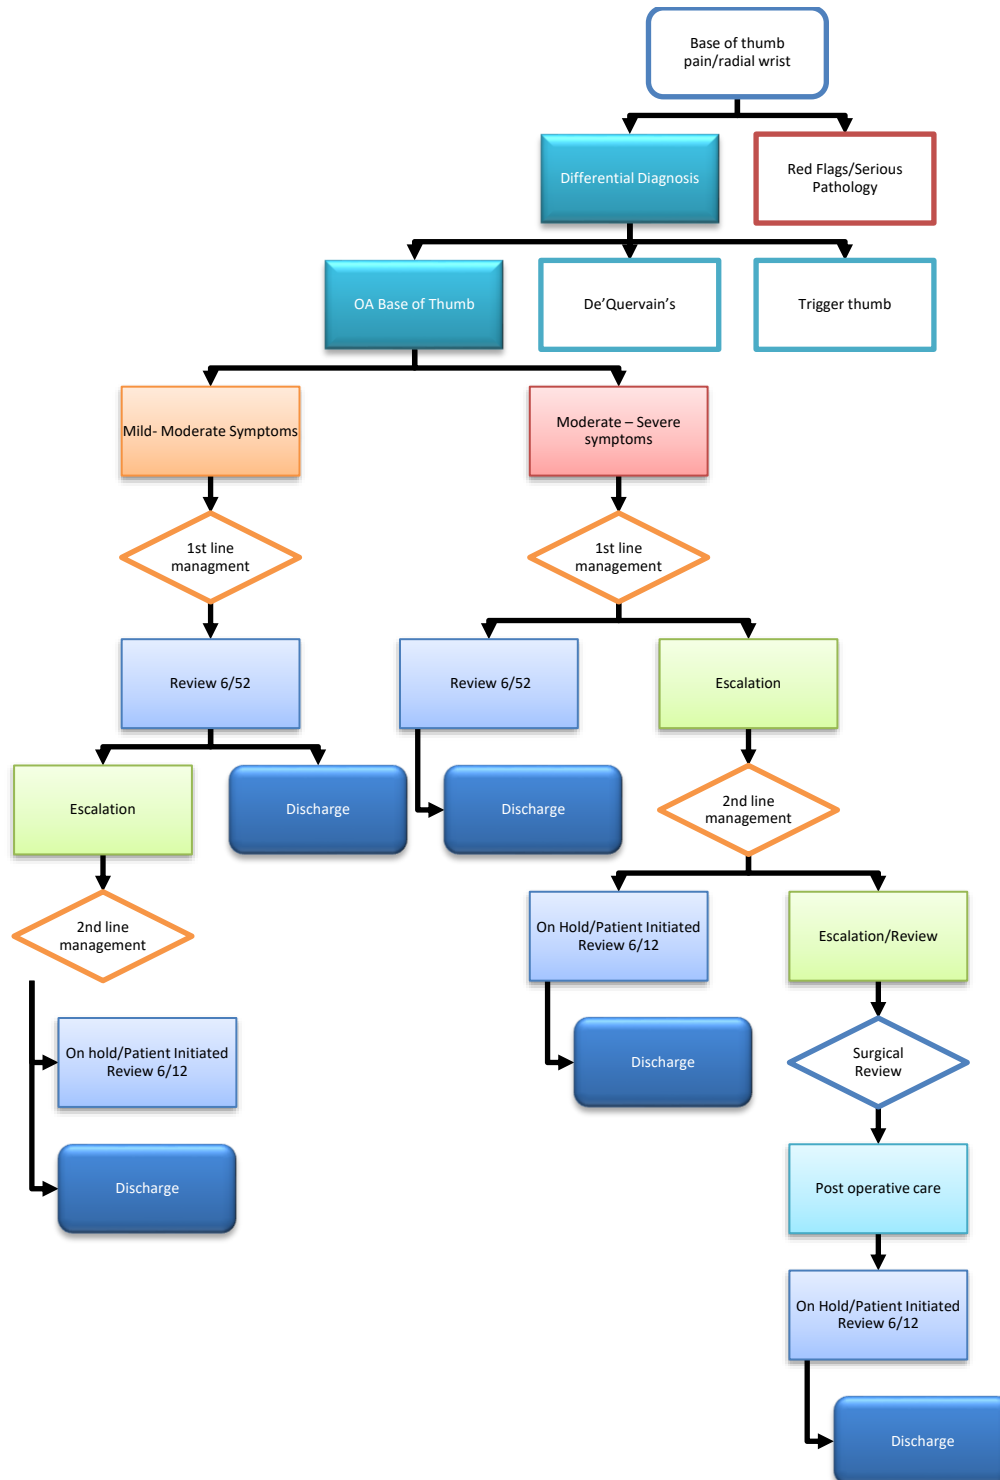 Base of thumb
pain/radial wrist
Differential Diagnosis
Red Flags/Serious
Pathology
OA Base of Thumb
De'Quervain's
Trigger thumb
Mild- Moderate Symptoms
Moderate – Severe
symptoms
1st line
managment
1st line
management
Review 6/52
Review 6/52
Escalation
Escalation
Discharge
Discharge
2nd line
management
2nd line
management
On Hold/Patient Initiated
Review 6/12
Escalation/Review
On hold/Patient Initiated
Review 6/12
Discharge
Surgical
Review
Discharge
Post operative care
On Hold/Patient Initiated
Review 6/12
Discharge